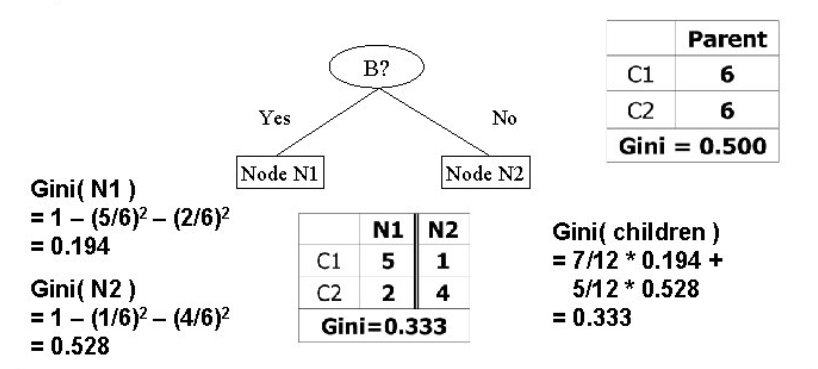 B?
Yes
No
Node N1
Node N2
Parent
C1 6
C2 6
Gini = 0.500
Gini( N1 )
= 1 – (5/6)² – (2/6)²
= 0.194
Gini( N2 )
= 1 – (1/6)² – (4/6)²
= 0.528
N1 N2
C1 5 1
C2 2 4
Gini=0.333
Gini( children )
= 7/12 * 0.194 +
5/12 * 0.528
= 0.333